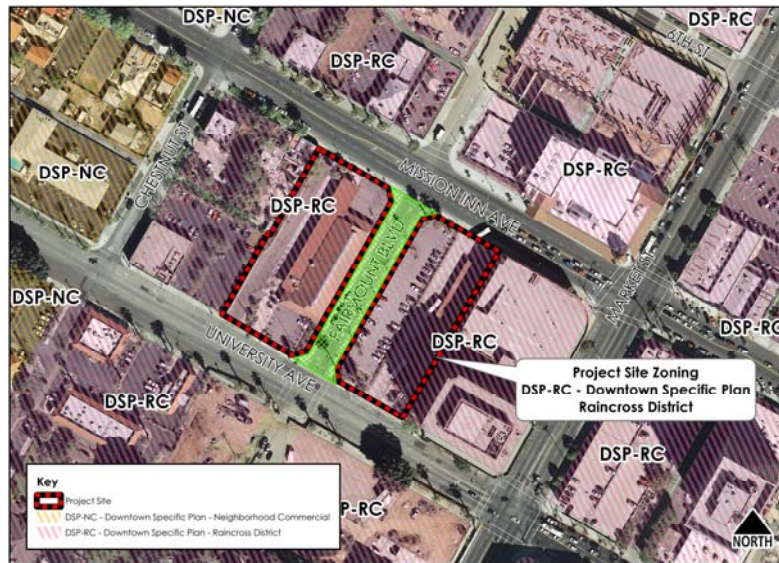 DSP-NC
DSP-RC
6TH ST
DSP-RC
CHESTNUT ST
MISSION INN AVE
DSP-RC
DSP-NC
DSP-RC
DSP-RC
FAIRMOUNT BLVD
MARKET ST
DSP-NC
DSP-RC
DSP-RC
UNIVERSITY AVE
Project Site Zoning
DSP-RC - Downtown Specific Plan
Raincross District
DSP-RC
DSP-RC
DSP-RC
Key
Project Site
DSP-NC - Downtown Specific Plan - Neighborhood Commercial
DSP-RC - Downtown Specific Plan - Raincross District
NORTH